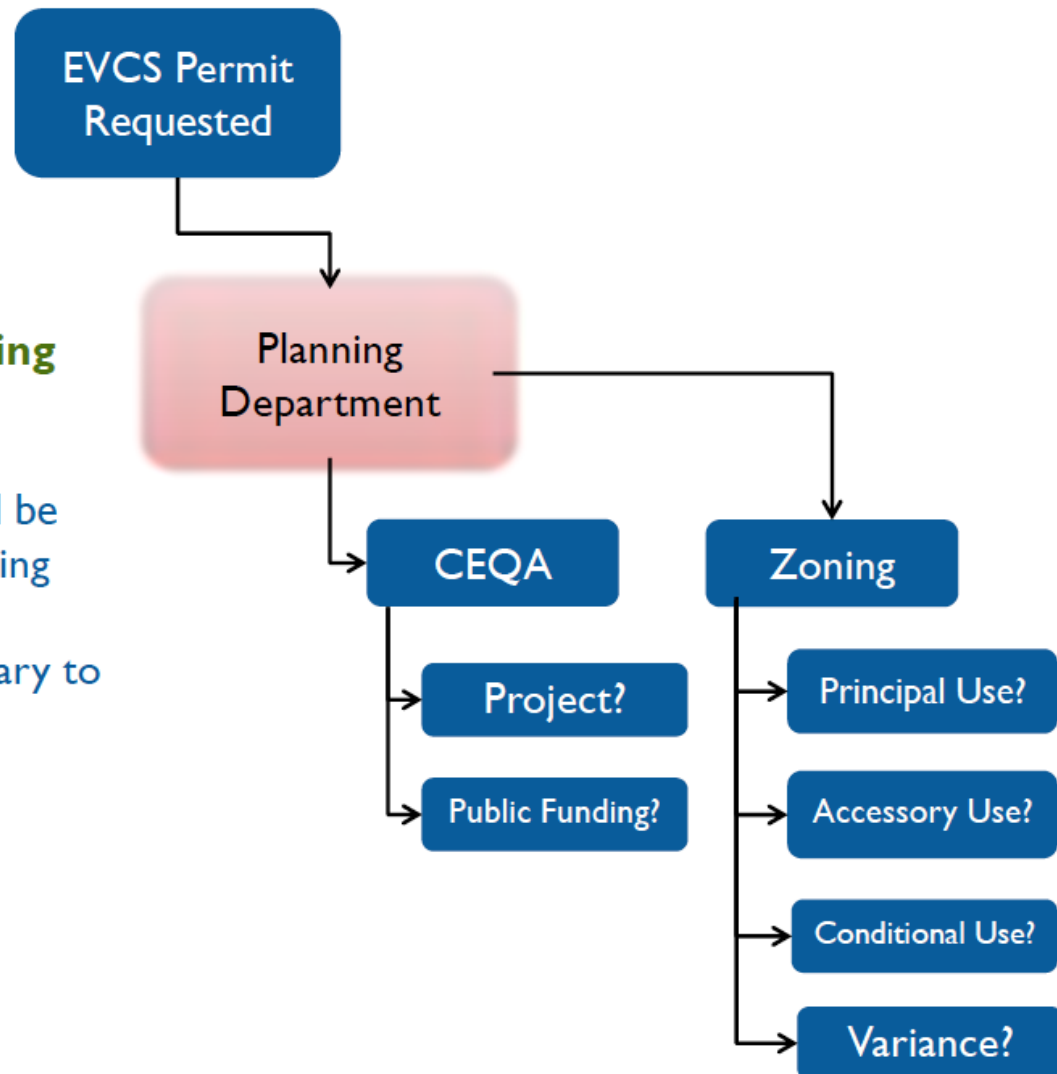 EVCS Permit
Requested
ing
Planning
Department
l be
ing
ary to
CEQA
Zoning
Project?
Public Funding?
Principal Use?
Accessory Use?
Conditional Use?
Variance?